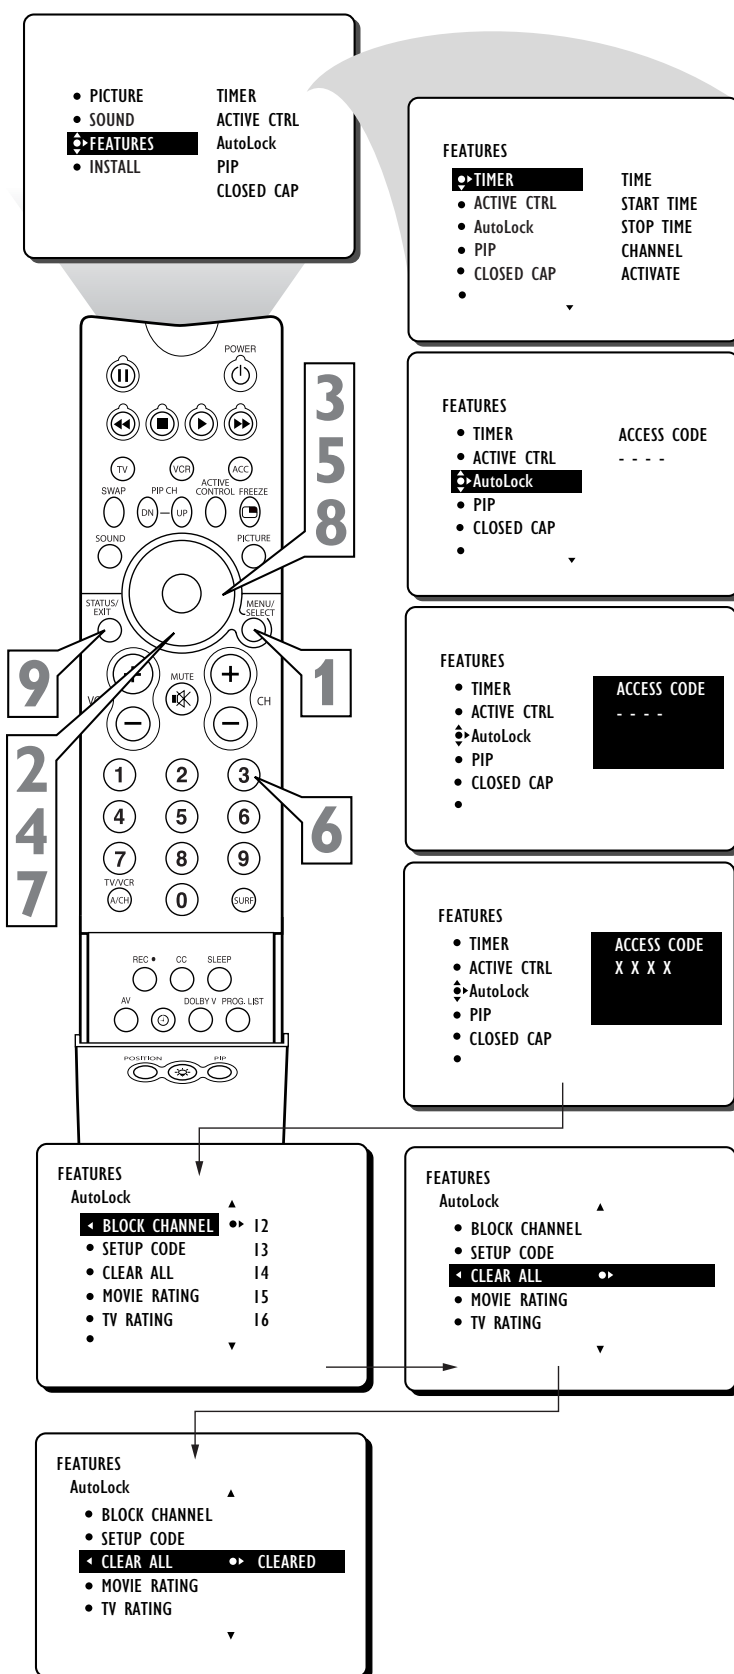 PICTURE TIMER
SOUND ACTIVE CTRL
FEATURES AutoLock
INSTALL PIP
CLOSED CAP
FEATURES
TIMER TIME
ACTIVE CTRL START TIME
AutoLock STOP TIME
PIP CHANNEL
CLOSED CAP ACTIVATE
FEATURES
TIMER ACCESS CODE
ACTIVE CTRL - - - -
AutoLock
PIP
CLOSED CAP
FEATURES
TIMER ACCESS CODE
ACTIVE CTRL - - - -
AutoLock
PIP
CLOSED CAP
FEATURES
TIMER ACCESS CODE
ACTIVE CTRL X X X X
AutoLock
PIP
CLOSED CAP
POWER
TV VCR ACC
SWAP PIP CH ACTIVE CONTROL FREEZE
DN UP
SOUND PICTURE
STATUS/
EXIT
MENU/
SELECT
MUTE
CH
1 2 3
4 5 6
7 8 9
TV/VCR
A/CH 0 SURF
REC • CC SLEEP
AV DOLBY V PROG. LIST
POSITION PIP
3
5
8
9
1
2
4
7
6
FEATURES
AutoLock
BLOCK CHANNEL 12
SETUP CODE 13
CLEAR ALL 14
MOVIE RATING 15
TV RATING 16
FEATURES
AutoLock
BLOCK CHANNEL
SETUP CODE
CLEAR ALL
MOVIE RATING
TV RATING
FEATURES
AutoLock
BLOCK CHANNEL
SETUP CODE
CLEAR ALL CLEARED
MOVIE RATING
TV RATING